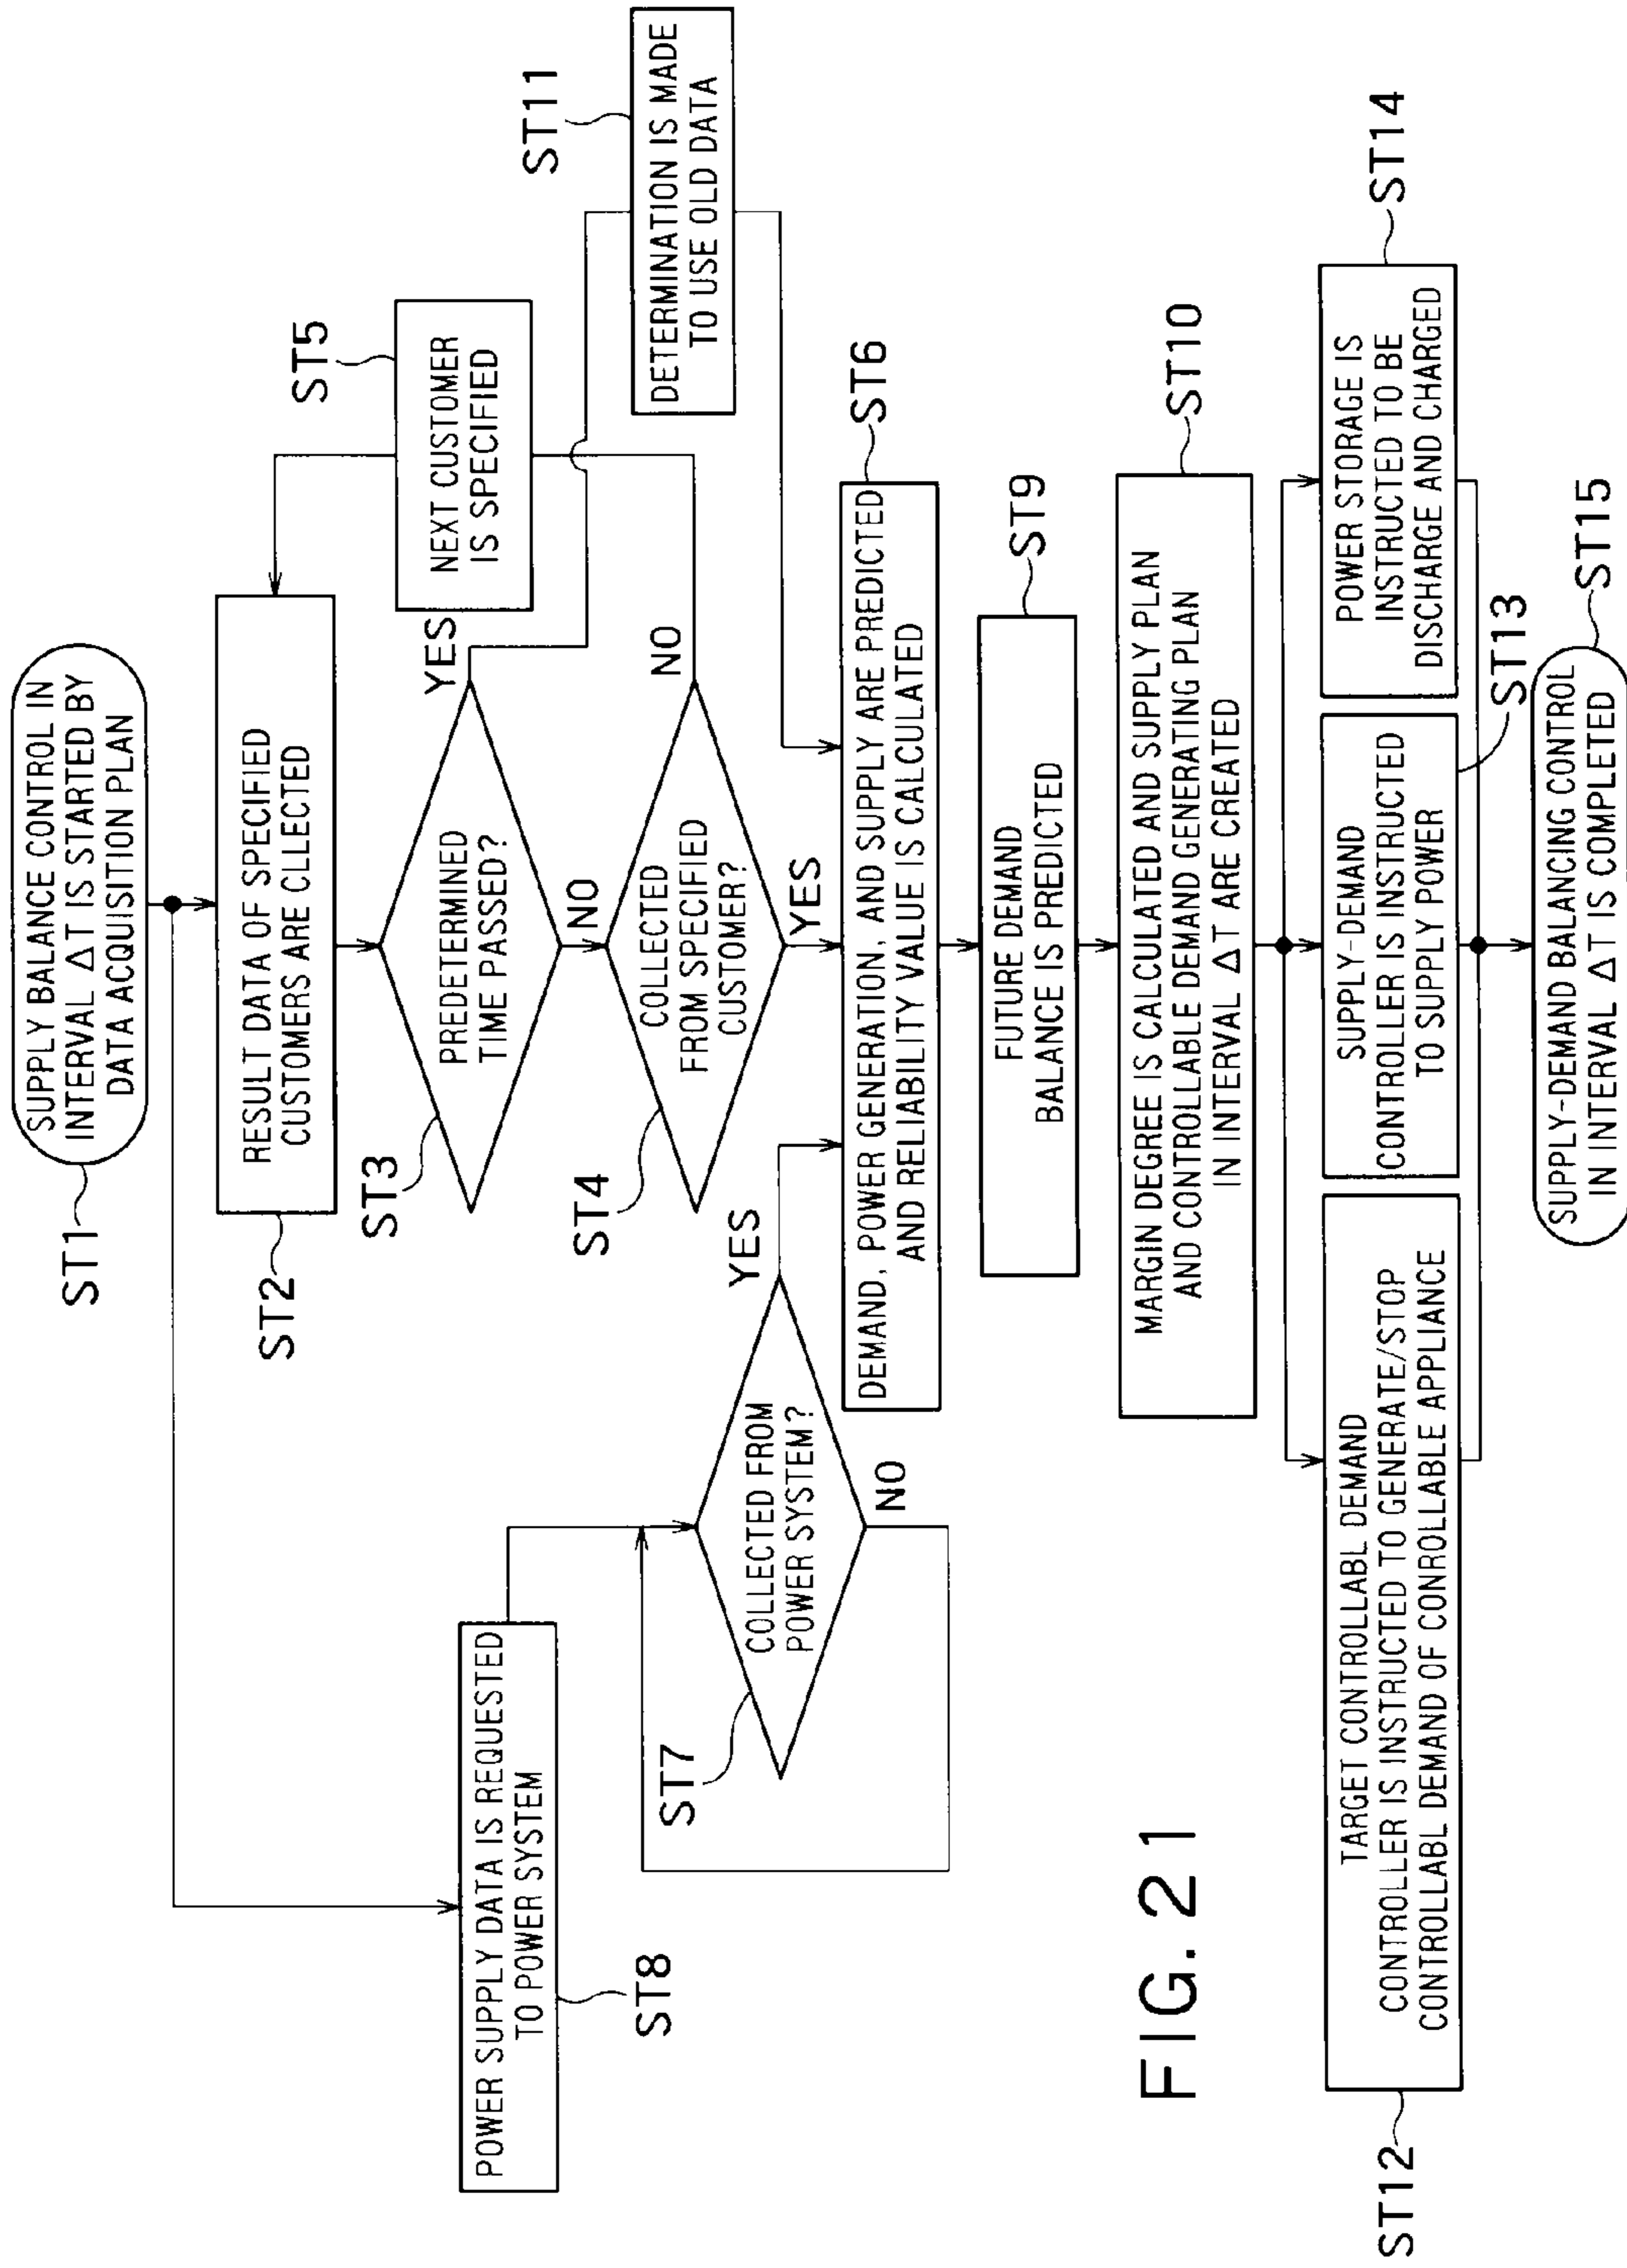 ST1
SUPPLY BALANCE CONTROL IN
INTERVAL ΔT IS STARTED BY
DATA ACQUISITION PLAN
ST2
RESULT DATA OF SPECIFIED
CUSTOMERS ARE CLLECTED
ST5
NEXT CUSTOMER
IS SPECIFIED
ST3
PREDETERMINED
TIME PASSED?
YES
NO
ST11
DETERMINATION IS MADE
TO USE OLD DATA
ST4
COLLECTED
FROM SPECIFIED
CUSTOMER?
NO
YES
ST8
POWER SUPPLY DATA IS REQUESTED
TO POWER SYSTEM
ST7
COLLECTED FROM
POWER SYSTEM?
YES
NO
ST6
DEMAND, POWER GENERATION, AND SUPPLY ARE PREDICTED
AND RELIABILITY VALUE IS CALCULATED
ST9
FUTURE DEMAND
BALANCE IS PREDICTED
ST10
MARGIN DEGREE IS CALCULATED AND SUPPLY PLAN
AND CONTROLLABLE DEMAND GENERATING PLAN
IN INTERVAL ΔT ARE CREATED
ST12
TARGET CONTROLLABL DEMAND
CONTROLLER IS INSTRUCTED TO GENERATE/STOP
CONTROLLABL DEMAND OF CONROLLABLE APPLIANCE
SUPPLY-DEMAND
CONTROLLER IS INSTRUCTED
TO SUPPLY POWER
ST13
POWER STORAGE IS
INSTRUCTED TO BE
DISCHARGE AND CHARGED
ST14
SUPPLY-DEMAND BALANCING CONTROL
IN INTERVAL ΔT IS COMPLETED
ST15
FIG. 21